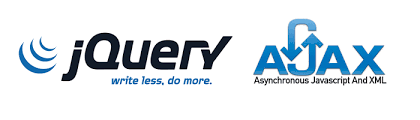 jQuery
write less, do more.
AJAX
Asynchronous Javascript And XML